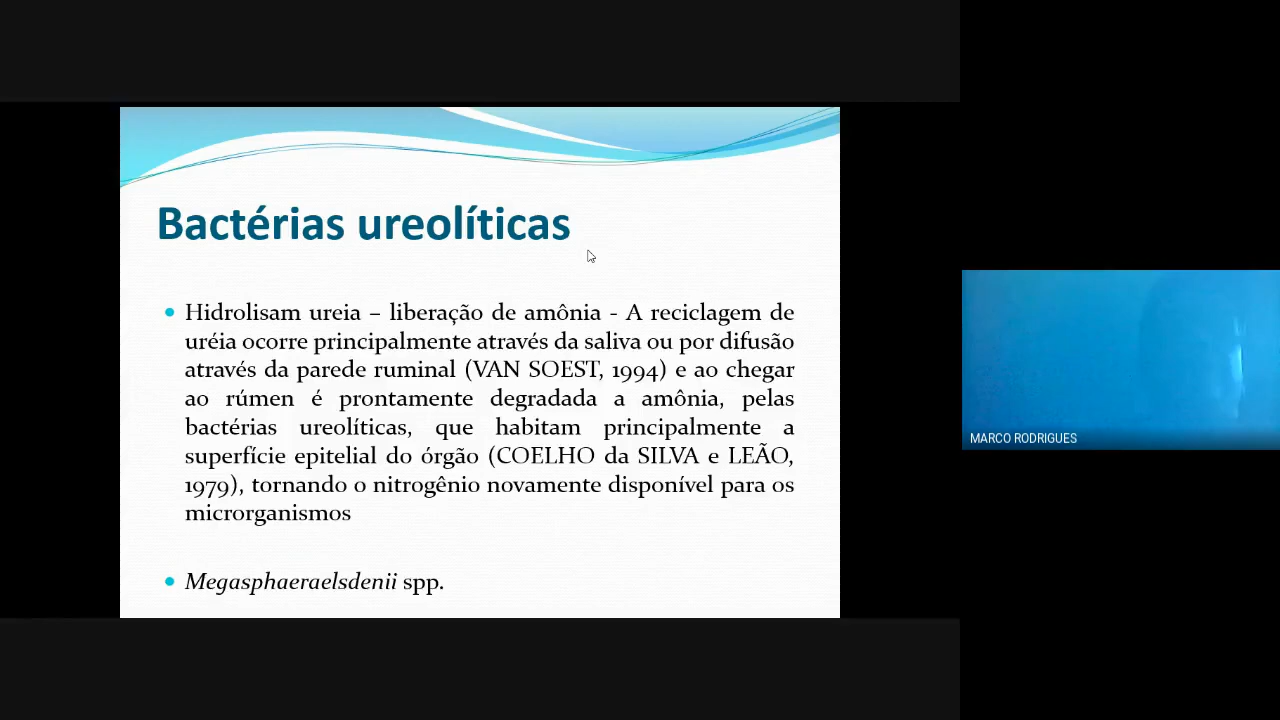 Bactérias ureolíticas
Hidrolisam ureia – liberação de amônia - A reciclagem de
uréia ocorre principalmente através da saliva ou por difusão
através da parede ruminal (VAN SOEST, 1994) e ao chegar
ao rúmen é prontamente degradada a amônia, pelas
bactérias ureolíticas, que habitam principalmente a
superfície epitelial do órgão (COELHO da SILVA e LEÃO,
1979), tornando o nitrogênio novamente disponível para os
microrganismos
Megasphaeraelsdenii spp.
MARCO RODRIGUES